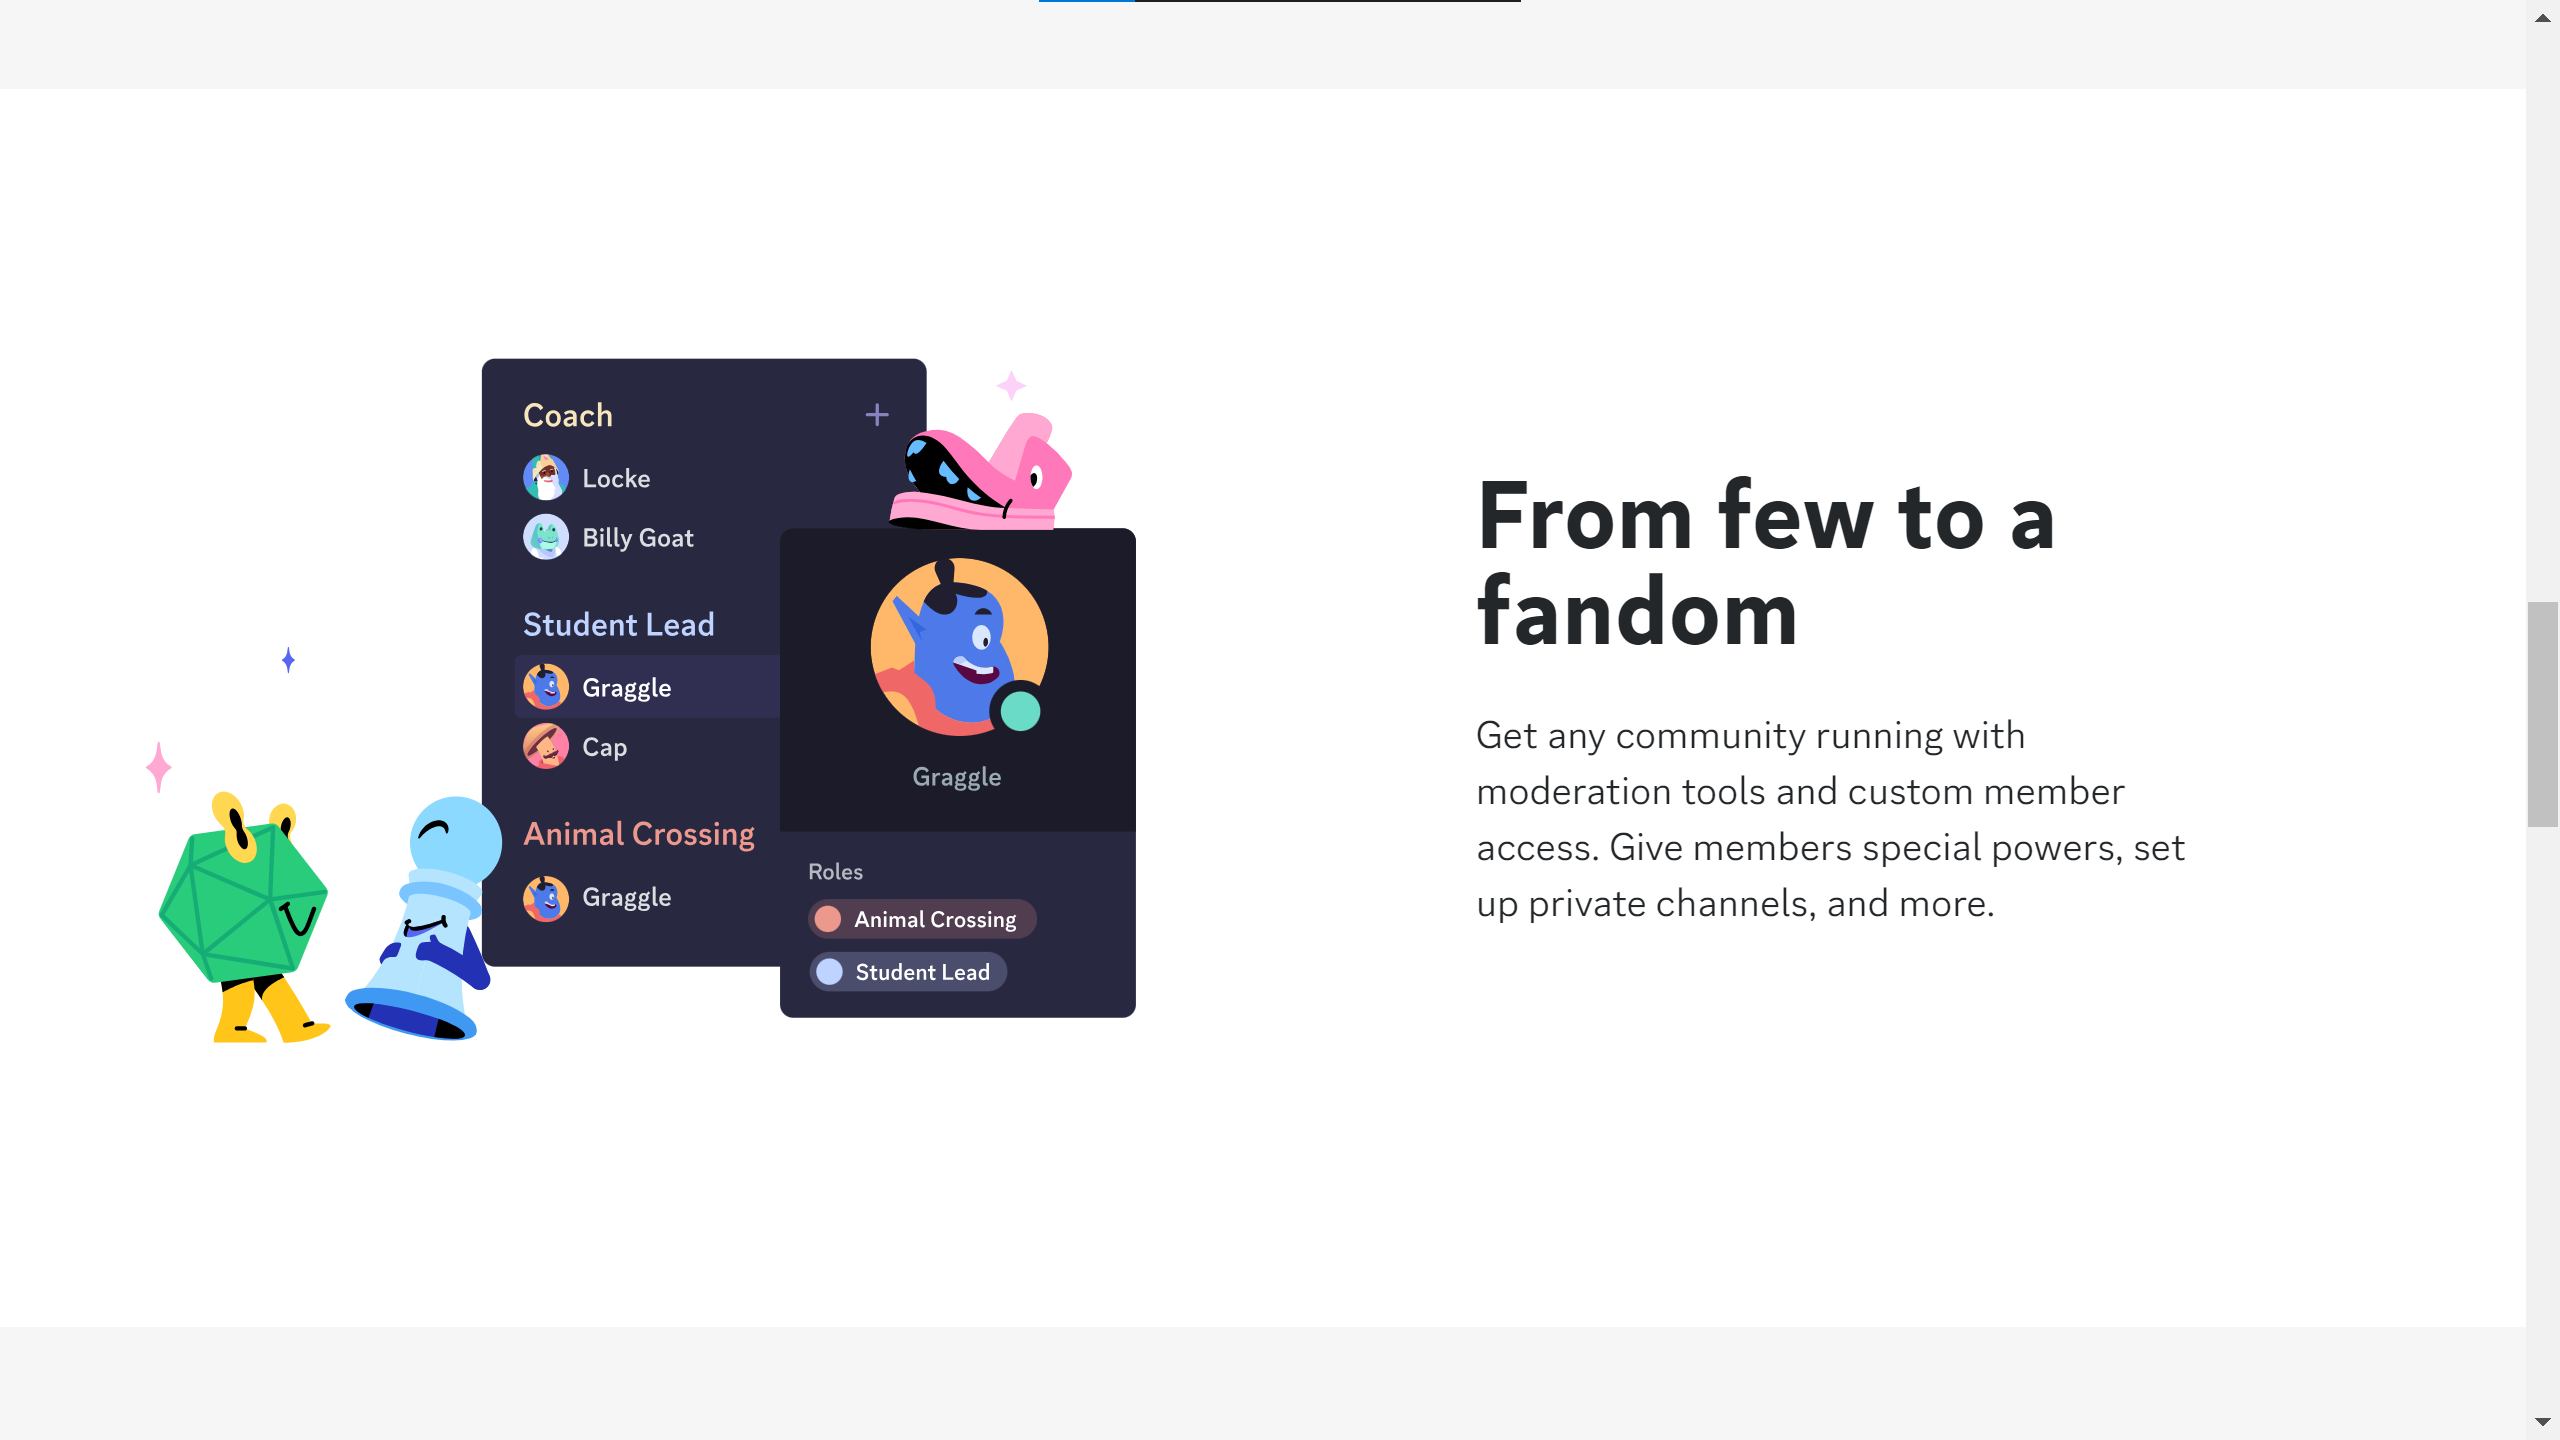 Coach
Locke
Billy Goat
Student Lead
Graggle
Cap
Animal Crossing
Graggle
Graggle
Roles
Animal Crossing
Student Lead
From few to a
fandom
Get any community running with
moderation tools and custom member
access. Give members special powers, set
up private channels, and more.